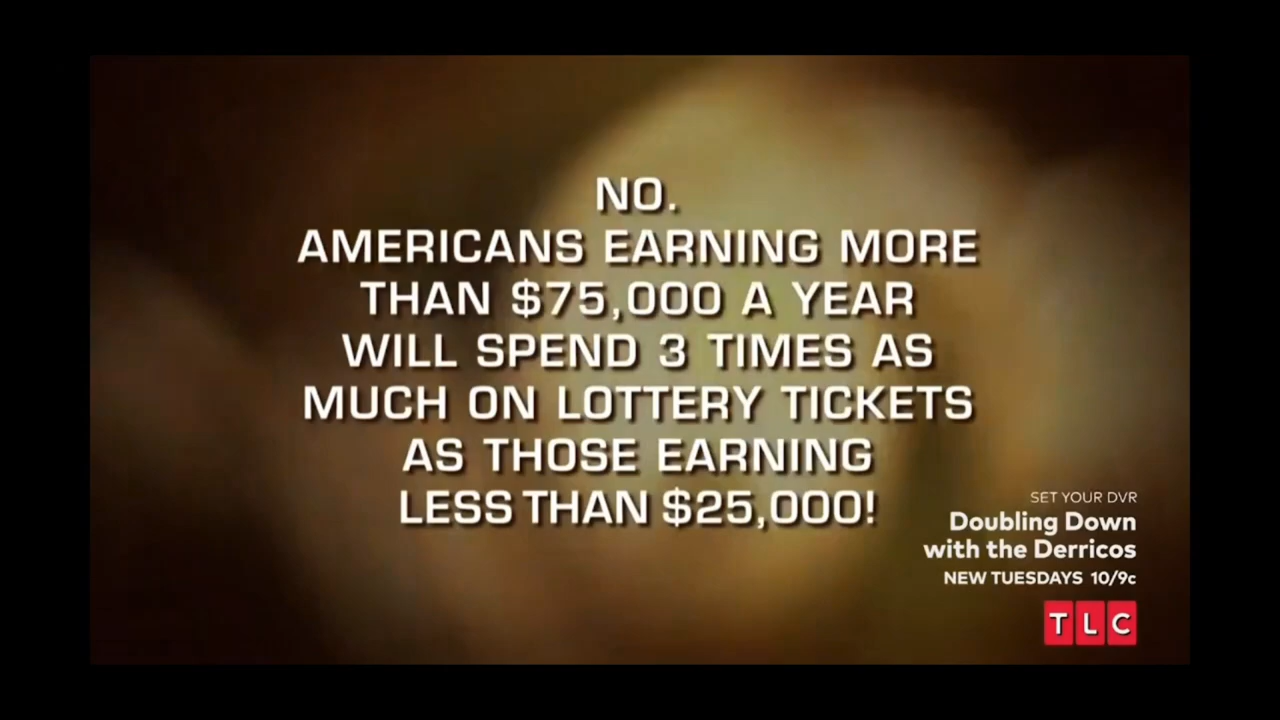 NO.
AMERICANS EARNING MORE
THAN $75,000 A YEAR
WILL SPEND 3 TIMES AS
MUCH ON LOTTERY TICKETS
AS THOSE EARNING
LESS THAN $25,000!
SET YOUR DVR
Doubling Down
with the Derricos
NEW TUESDAYS 10/9c
TLC